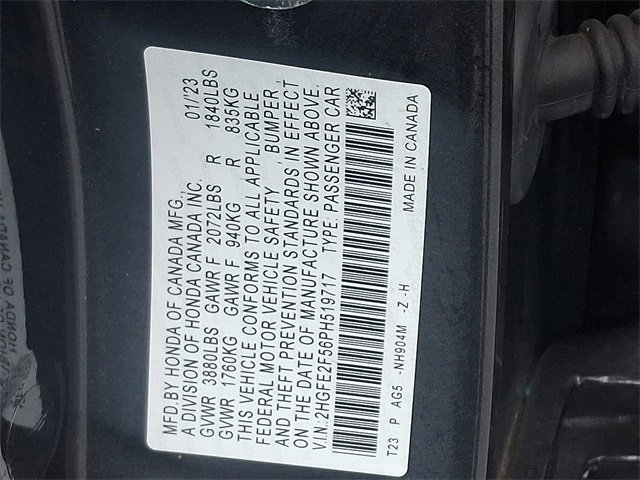 MFD.BY HONDA OF CANADA MFG., 01/23
A DIVISION OF HONDA CANADA INC.
GVWR 3880LBS GAWR F 2072LBS R 1840LBS
GVWR 1760KG GAWR F 940KG R 835KG
THIS VEHICLE CONFORMS TO ALL APPLICABLE
FEDERAL MOTOR VEHICLE SAFETY , BUMPER,
AND THEFT PREVENTION STANDARDS IN EFFECT
ON THE DATE OF MANUFACTURE SHOWN ABOVE.
V.I.N.:2HGFE2F56PH519717 TYPE: PASSENGER CAR
T23 P AG5 -NH904M -Z -H MADE IN CANADA